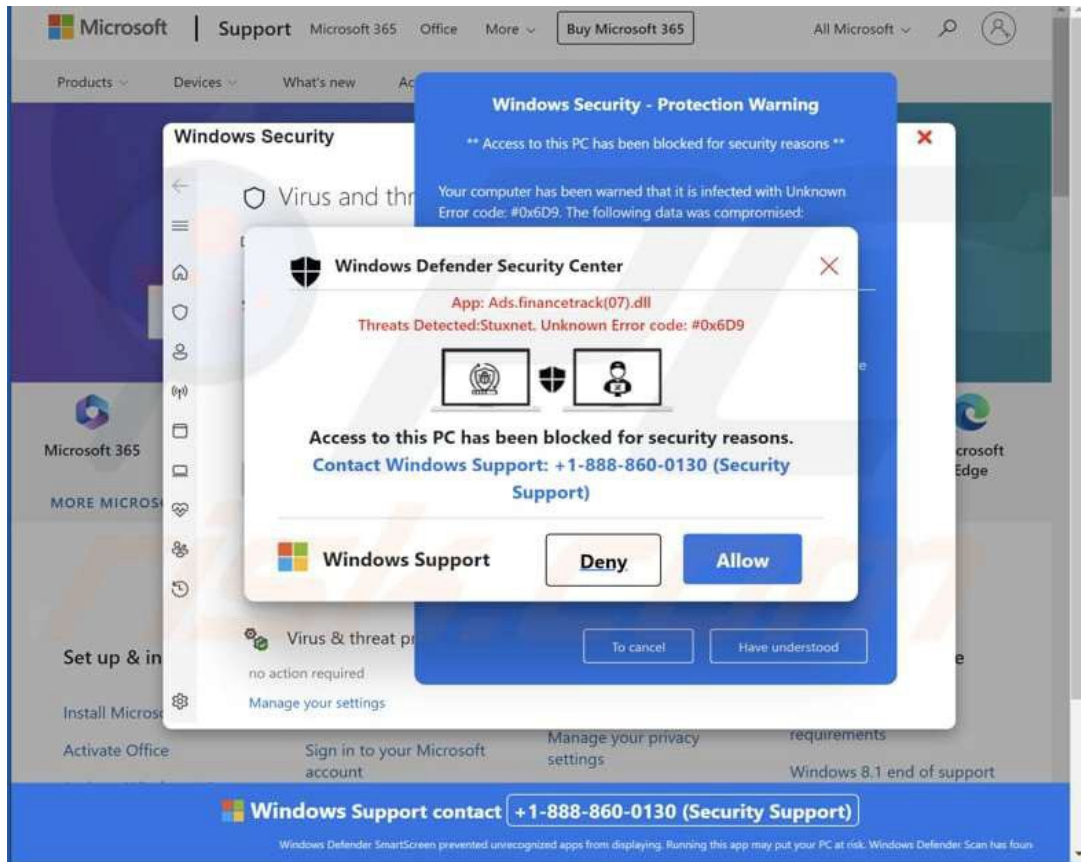 Microsoft | Support Microsoft 365 Office More Buy Microsoft 365 All Microsoft
Products Devices What's new
Windows Security - Protection Warning
** Access to this PC has been blocked for security reasons **
Your computer has been warned that it is infected with Unknown
Error code: #0x6D9. The following data was compromised:
Windows Security
Virus and thr
Windows Defender Security Center
App: Ads.financetrack(07).dll
Threats Detected:Stuxnet. Unknown Error code: #0x6D9
Access to this PC has been blocked for security reasons.
Contact Windows Support: +1-888-860-0130 (Security
Support)
Windows Support Deny Allow
To cancel Have understood
Virus & threat pr
no action required
Manage your settings
Microsoft 365
crosoft
Edge
MORE MICROS
Set up & in
Install Microso
Activate Office
Sign in to your Microsoft
account
Manage your privacy
settings
requirements
Windows 8.1 end of support
Windows Support contact +1-888-860-0130 (Security Support)
Windows Defender SmartScreen prevented unrecognized apps from displaying. Running this app may put your PC at risk. Windows Defender Scan has foun